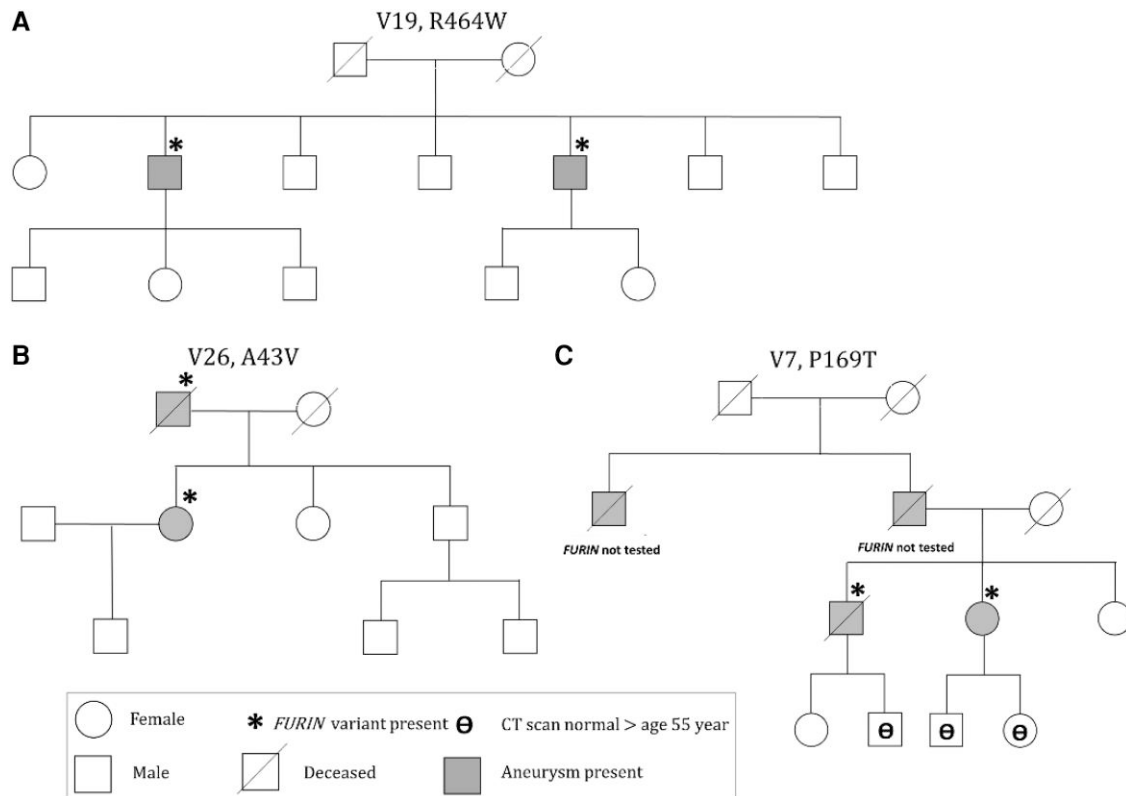 A
V19, R464W
*
*
B
V26, A43V
*
*
C
V7, P169T
FURIN not tested
FURIN not tested
*
*
ө
ө
ө
Female
* FURIN variant present
ө CT scan normal > age 55 year
Male
Deceased
Aneurysm present